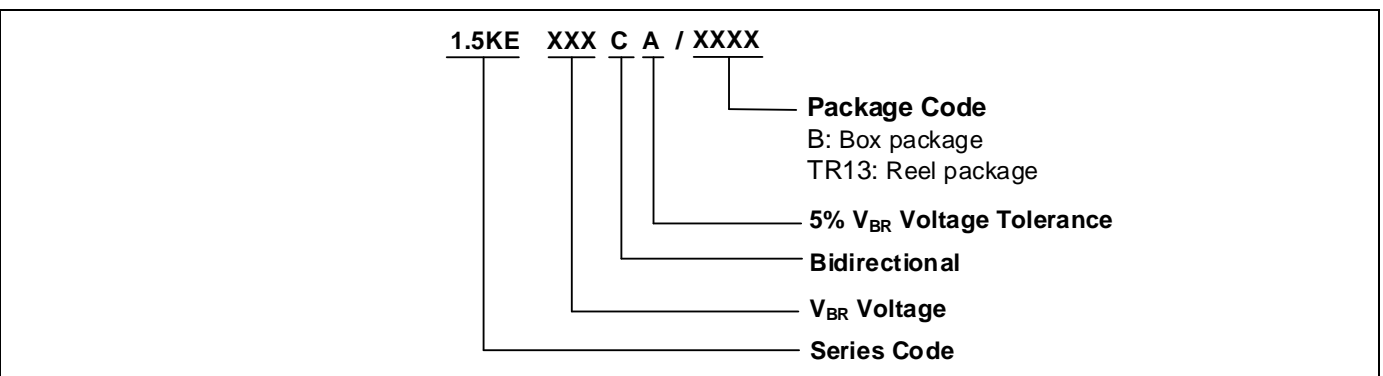 1.5KE XXX C A / XXXX
Package Code
B: Box package
TR13: Reel package
5% VBR Voltage Tolerance
Bidirectional
VBR Voltage
Series Code